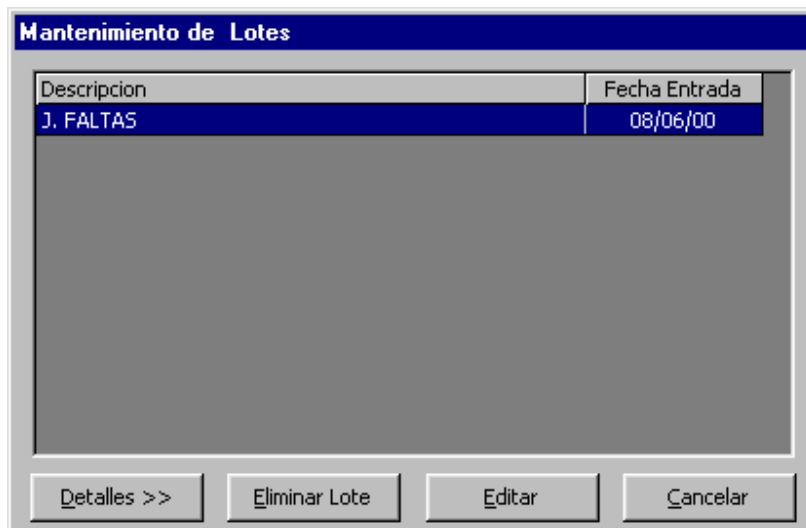 Mantenimiento de  Lotes
Descripcion Fecha Entrada
J. FALTAS 08/06/00
Detalles >> Eliminar Lote Editar Cancelar